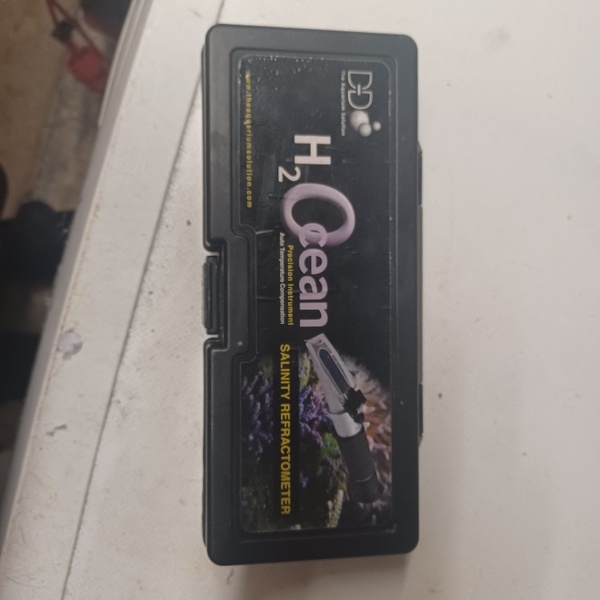 D-D
The Aquarium Solution
H2Ocean
Precision Instrument
Auto Temperature Compensation
SALINITY REFRACTOMETER
www.theaquariumsolution.com